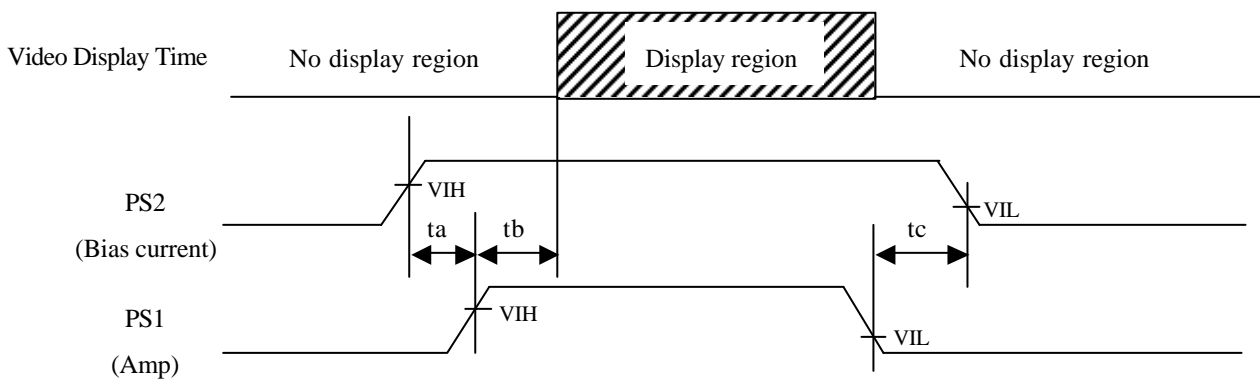 Video Display Time
No display region
Display region
No display region
PS2
(Bias current)
VIH
VIL
ta
tb
tc
PS1
(Amp)
VIH
VIL